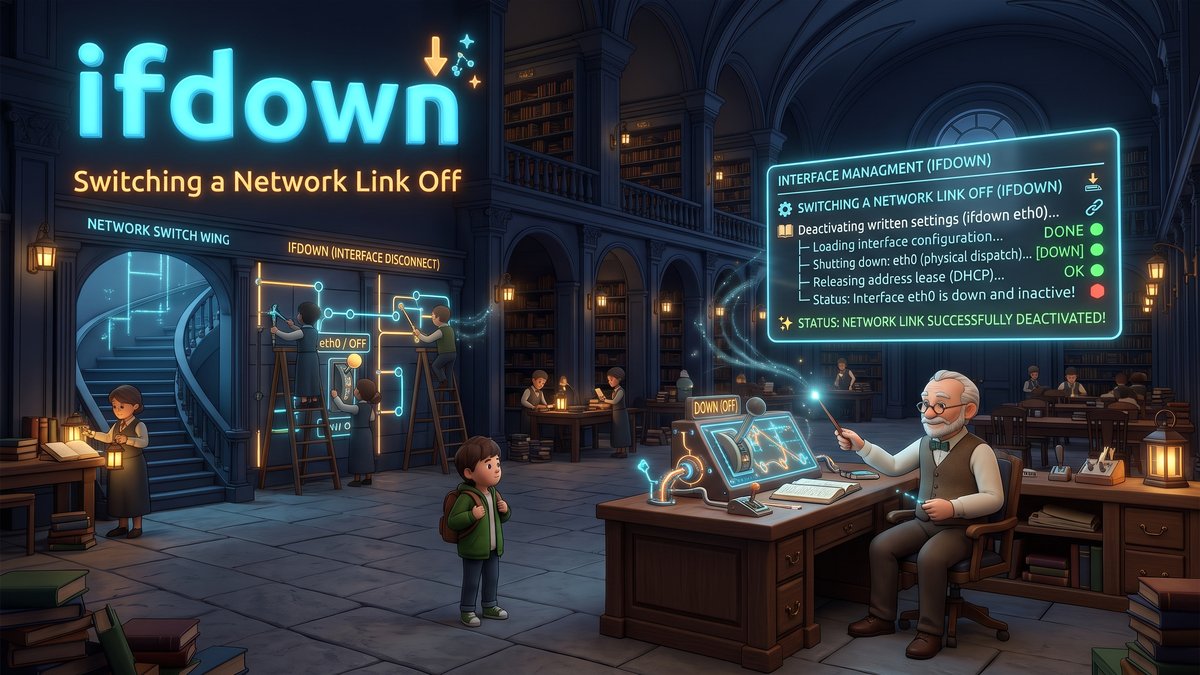 ifdown
Switching a Network Link Off
NETWORK SWITCH WING
IFDOWN (INTERFACE DISCONNECT)
eth0 / OFF
INTERFACE MANAGMENT (IFDOWN)
SWITCHING A NETWORK LINK OFF (IFDOWN)
Deactivating written settings (ifdown eth0)...
Loading interface configuration... DONE
Shutting down: eth0 (physical dispatch)... [DOWN]
Releasing address lease (DHCP)... OK
Status: Interface eth0 is down and inactive!
STATUS: NETWORK LINK SUCCESSFULLY DEACTIVATED!
DOWN (OFF)